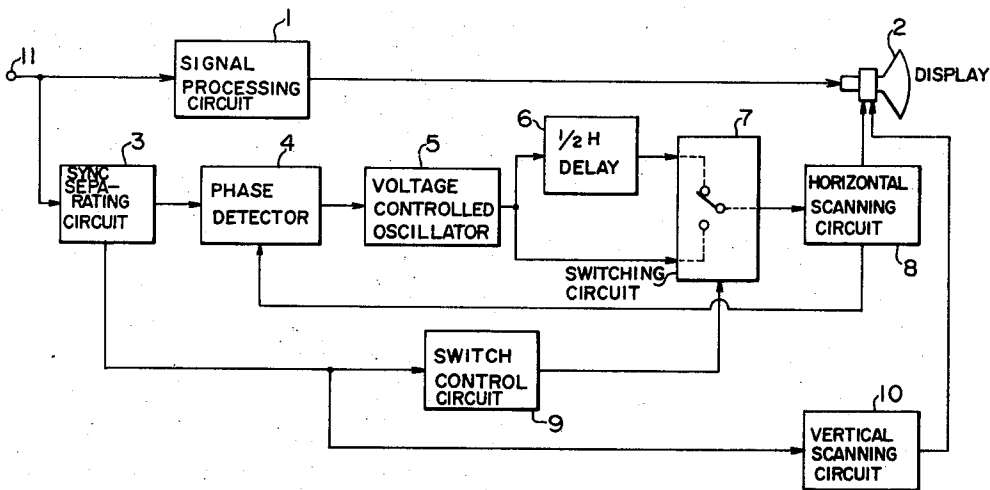 11
1
SIGNAL
PROCESSING
CIRCUIT
2
DISPLAY
3
SYNC
SEPA-
RATING
CIRCUIT
4
PHASE
DETECTOR
5
VOLTAGE
CONTROLLED
OSCILLATOR
6
1/2 H
DELAY
7
SWITCHING
CIRCUIT
HORIZONTAL
SCANNING
CIRCUIT
8
SWITCH
CONTROL
CIRCUIT
9
10
VERTICAL
SCANNING
CIRCUIT